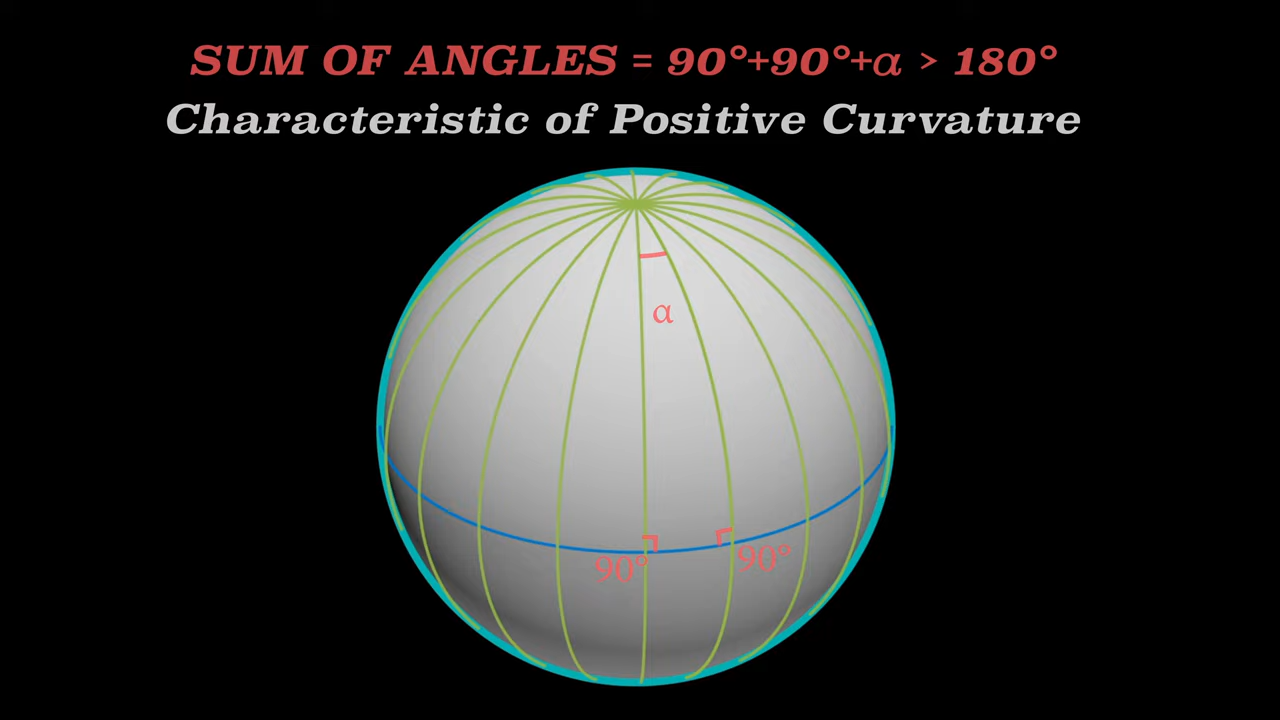 SUM OF ANGLES = 90°+90°+α > 180°
Characteristic of Positive Curvature
α
90°
90°